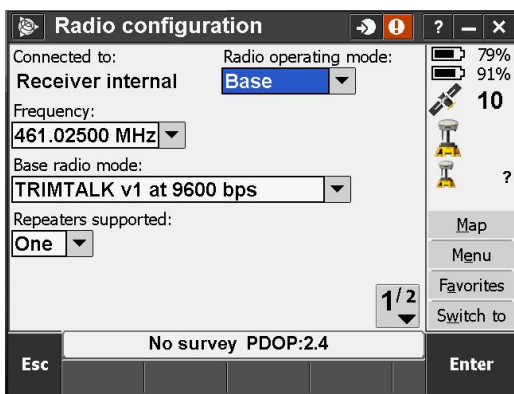 Radio configuration
? – ×
Connected to:
Radio operating mode:
Receiver internal
Base
Frequency:
461.02500 MHz
Base radio mode:
TRIMTALK v1 at 9600 bps
Repeaters supported:
One
1/2
79%
91%
10
?
Map
Menu
Favorites
Switch to
No survey PDOP:2.4
Esc
Enter